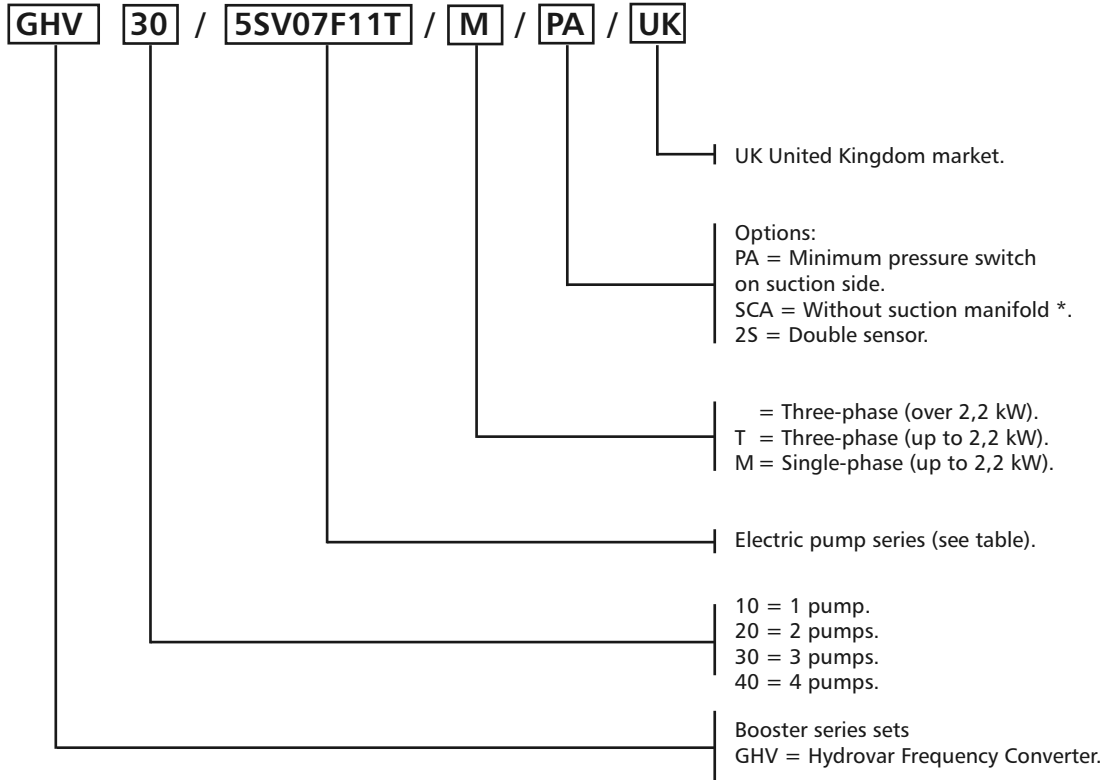 GHV 30 / 5SV07F11T / M / PA / UK
UK United Kingdom market.
Options:
PA = Minimum pressure switch
on suction side.
SCA = Without suction manifold *.
2S = Double sensor.
= Three-phase (over 2,2 kW).
T = Three-phase (up to 2,2 kW).
M = Single-phase (up to 2,2 kW).
Electric pump series (see table).
10 = 1 pump.
20 = 2 pumps.
30 = 3 pumps.
40 = 4 pumps.
Booster series sets
GHV = Hydrovar Frequency Converter.